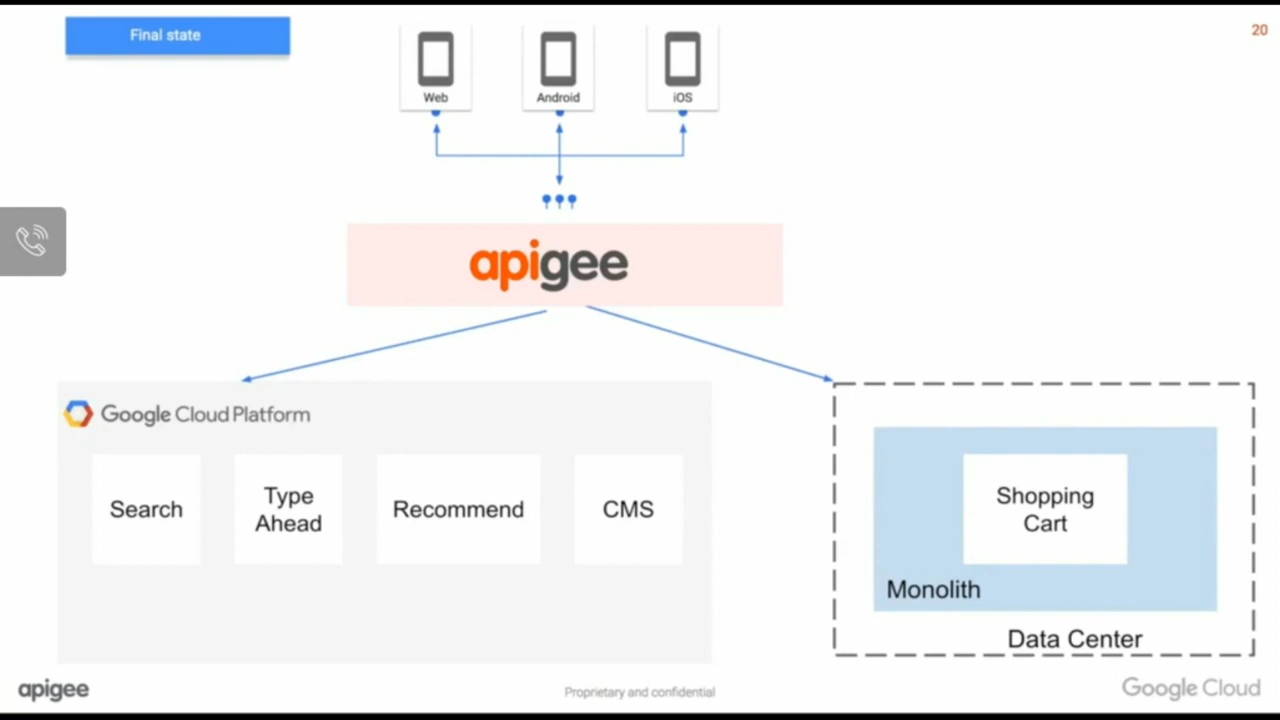 Final state
20
Web
Android
iOS
apigee
Google Cloud Platform
Search
Type
Ahead
Recommend
CMS
Shopping
Cart
Monolith
Data Center
apigee
Proprietary and confidential
Google Cloud